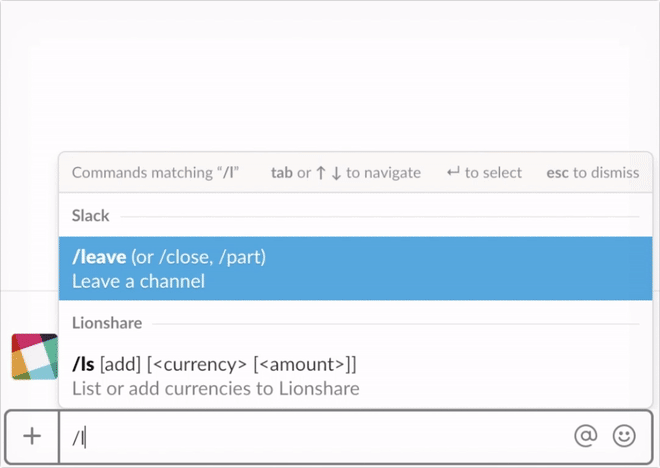 Commands matching “/l” tab or ↑ ↓ to navigate ↵ to select esc to dismiss
Slack
/leave (or /close, /part)
Leave a channel
Lionshare
/ls [add] [<currency> [<amount>]]
List or add currencies to Lionshare
/l